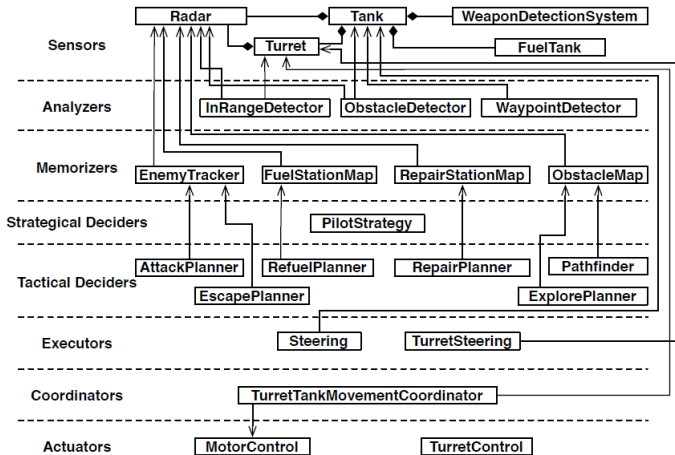 Radar Tank WeaponDetectionSystem
Sensors Turret FuelTank
Analyzers InRangeDetector ObstacleDetector WaypointDetector
Memorizers EnemyTracker FuelStationMap RepairStationMap ObstacleMap
Strategical Deciders PilotStrategy
AttackPlanner RefuelPlanner RepairPlanner Pathfinder
Tactical Deciders
EscapePlanner ExplorePlanner
Executors Steering TurretSteering
Coordinators TurretTankMovementCoordinator
Actuators MotorControl TurretControl